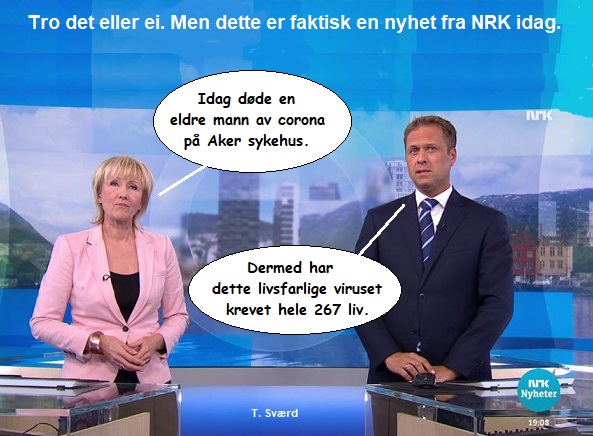 Tro det eller ei. Men dette er faktisk en nyhet fra NRK idag.
Idag døde en
eldre mann av corona
på Aker sykehus.
NRK
Dermed har
dette livsfarlige viruset
krevet hele 267 liv.
NRK
Nyheter
T. Sværd
19:08